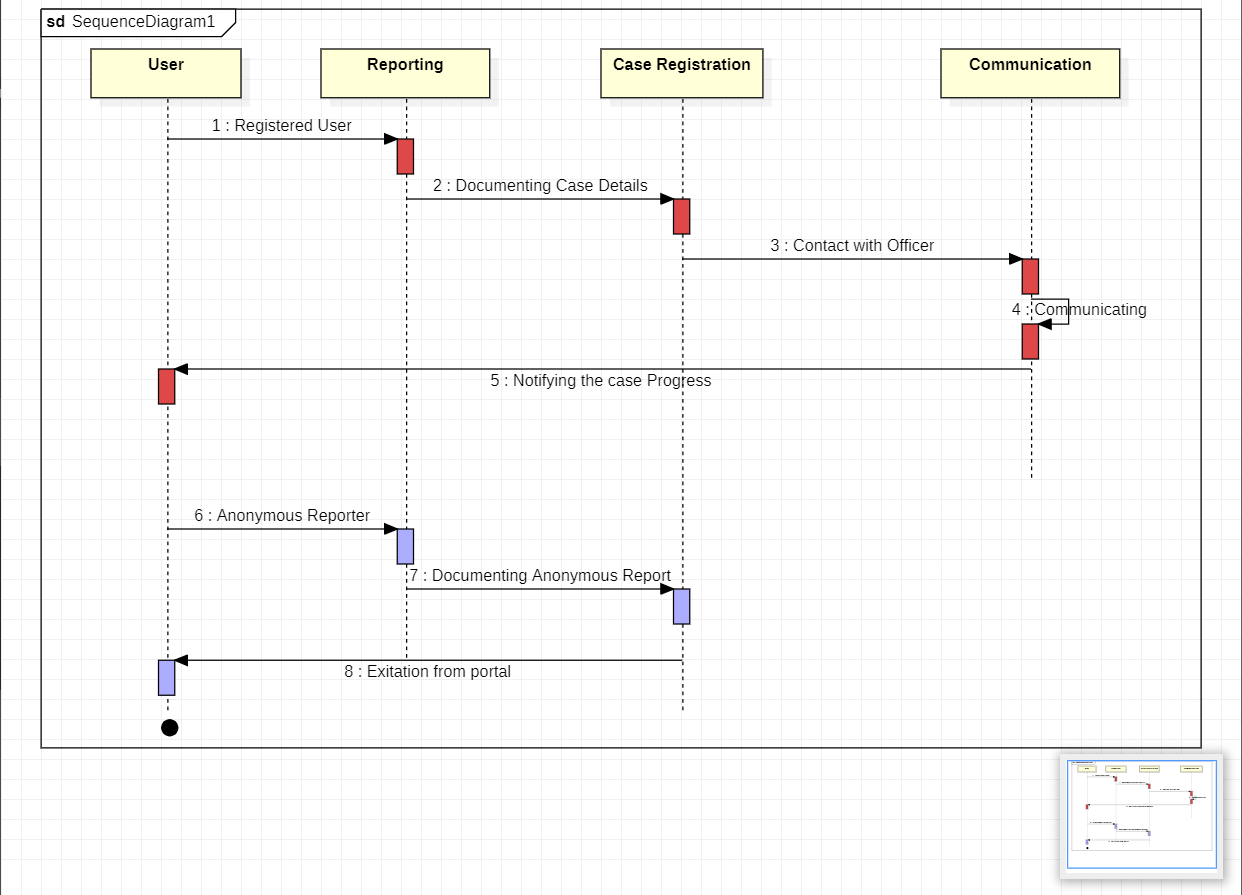 sd SequenceDiagram1
User
Reporting
Case Registration
Communication
1 : Registered User
2 : Documenting Case Details
3 : Contact with Officer
4 : Communicating
5 : Notifying the case Progress
6 : Anonymous Reporter
7 : Documenting Anonymous Report
8 : Exitation from portal